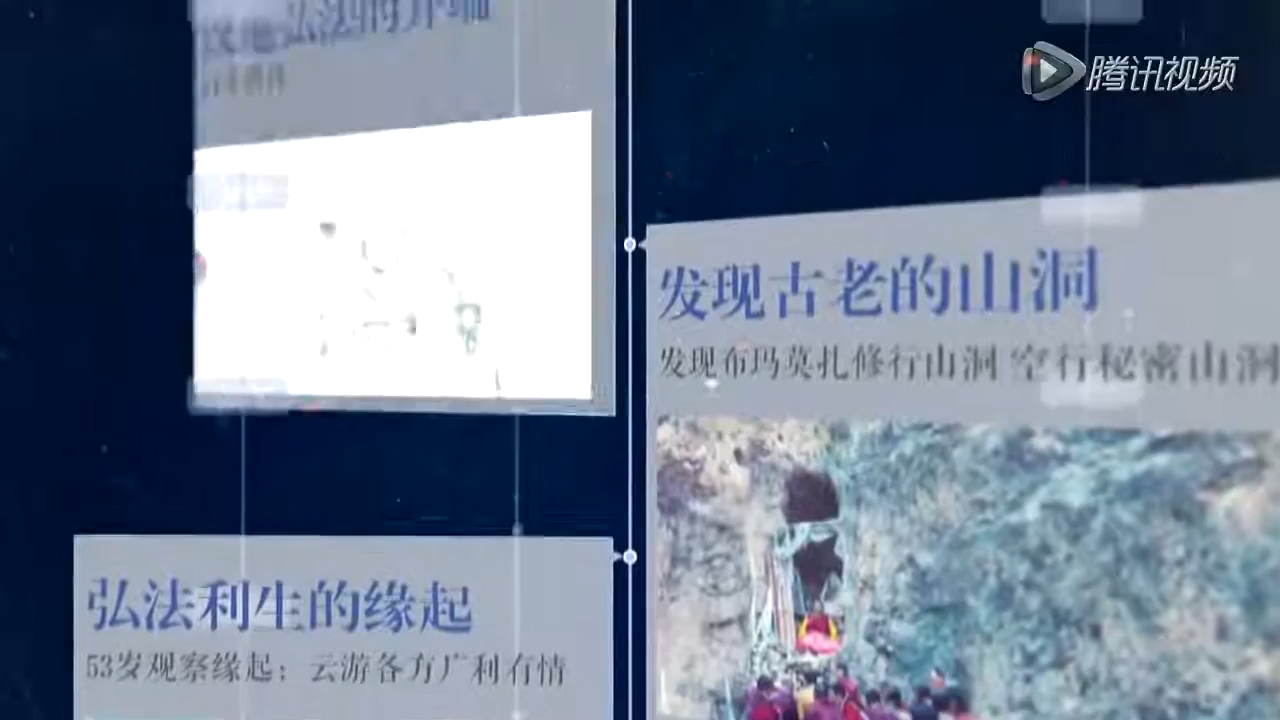 腾讯视频
发现古老的山洞
发现布玛莫扎修行山洞 空行秘密山洞
弘法利生的缘起
53岁观察缘起；云游各方广利有情